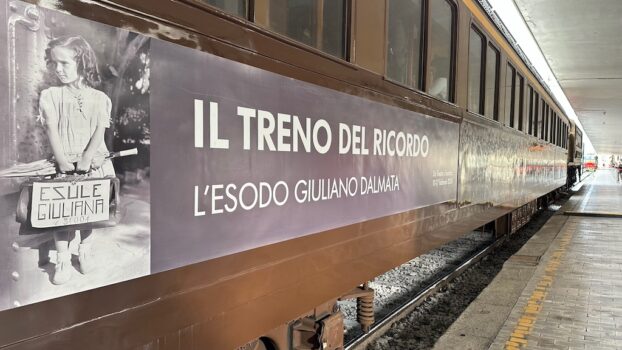 ESULE
GIULIANA
IL TRENO DEL RICORDO
L'ESODO GIULIANO DALMATA